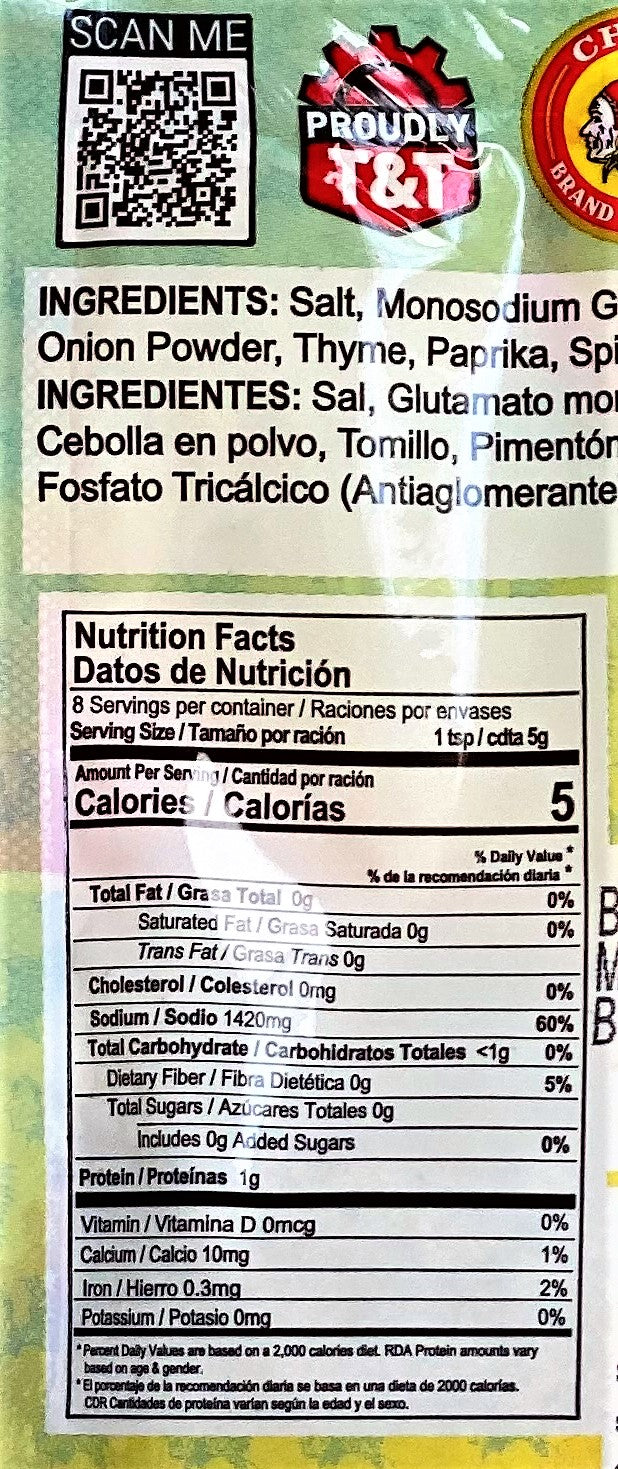 SCAN ME
PROUDLY
T&T
CH
BRAND
INGREDIENTS: Salt, Monosodium G
Onion Powder, Thyme, Paprika, Spi
INGREDIENTES: Sal, Glutamato mo
Cebolla en polvo, Tomillo, Pimentón
Fosfato Tricálcico (Antiaglomerante
Nutrition Facts
Datos de Nutrición
8 Servings per container / Raciones por envases
Serving Size / Tamaño por ración 1 tsp / cdta 5g
Amount Per Serving / Cantidad por ración
Calories / Calorías 5
% Daily Value *
% de la recomendación diaria *
Total Fat / Grasa Total 0g 0%
Saturated Fat / Grasa Saturada 0g 0%
Trans Fat / Grasa Trans 0g
Cholesterol / Colesterol 0mg 0%
Sodium / Sodio 1420mg 60%
Total Carbohydrate / Carbohidratos Totales <1g 0%
Dietary Fiber / Fibra Dietética 0g 5%
Total Sugars / Azúcares Totales 0g
Includes 0g Added Sugars 0%
Protein / Proteínas 1g
Vitamin / Vitamina D 0mcg 0%
Calcium / Calcio 10mg 1%
Iron / Hierro 0.3mg 2%
Potassium / Potasio 0mg 0%
*Percent Daily Values are based on a 2,000 calories diet. RDA Protein amounts vary
based on age & gender.
*El porcentaje de la recomendación diaria se basa en una dieta de 2000 calorías.
CDR Cantidades de proteína varían según la edad y el sexo.
B
M
B